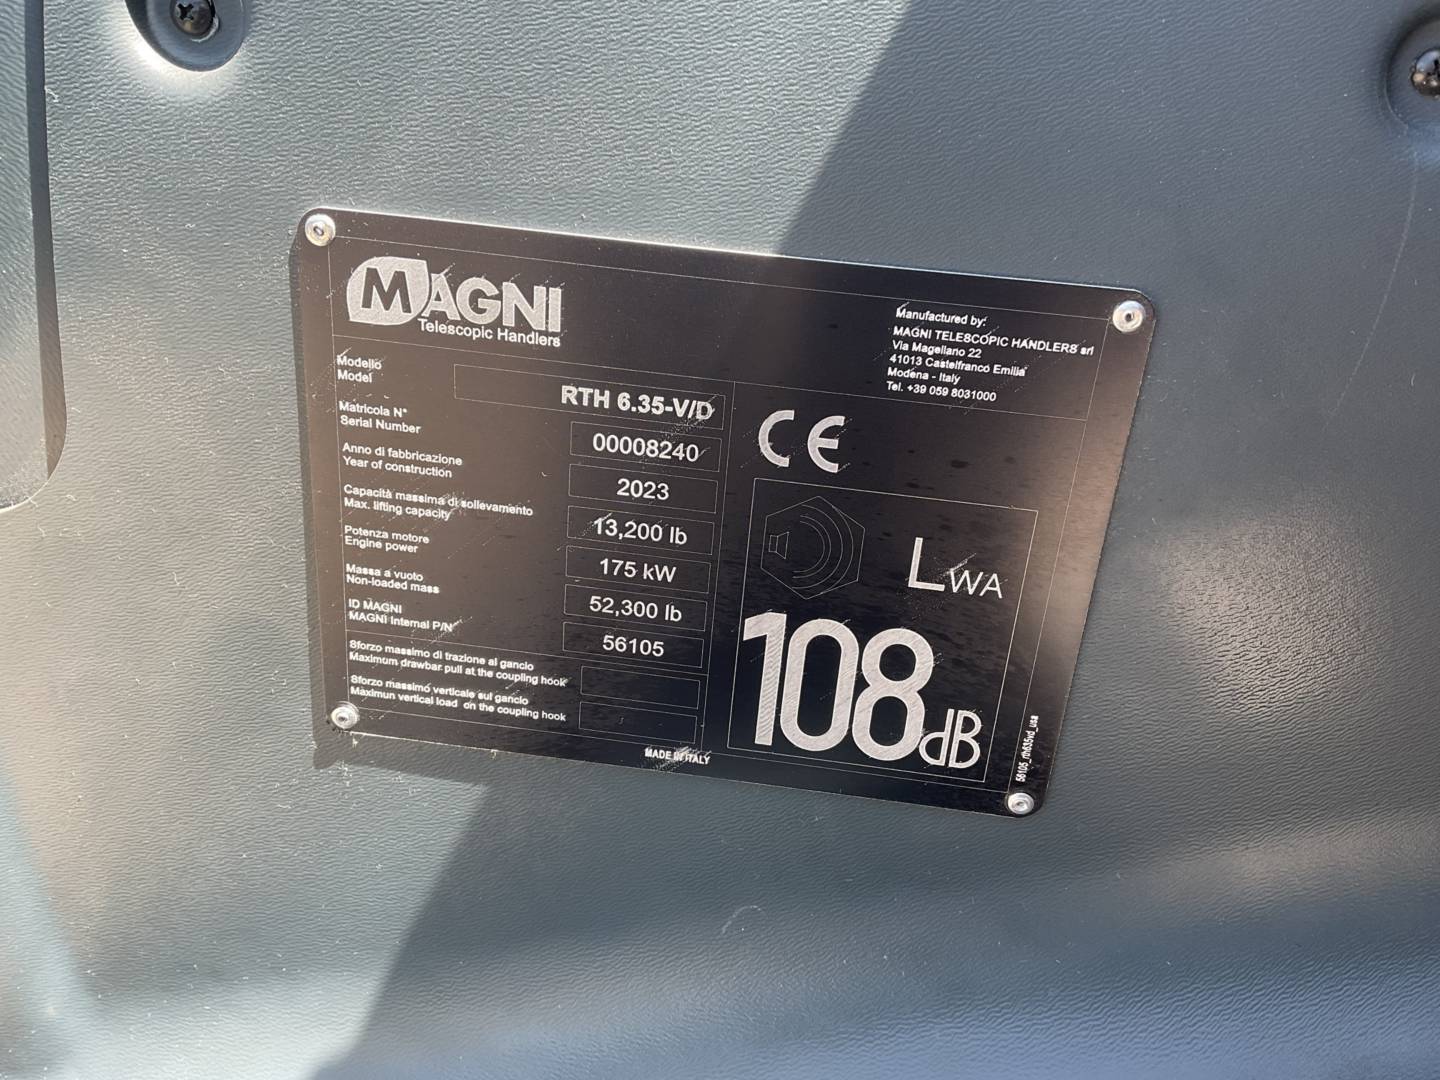 MAGNI
Telescopic Handlers
Manufactured by:
MAGNI TELESCOPIC HANDLERS srl
Via Magellano 22
41013 Castelfranco Emilia
Modena - Italy
Tel. +39 059 8031000
Modello
Model
RTH 6.35-V/D
Matricola N°
Serial Number
00008240
Anno di fabbricazione
Year of construction
2023
Capacità massima di sollevamento
Max. lifting capacity
13,200 lb
Potenza motore
Engine power
175 kW
Massa a vuoto
Non-loaded mass
52,300 lb
ID MAGNI
MAGNI Internal P/N
56105
Sforzo massimo di trazione al gancio
Maximum drawbar pull at the coupling hook
Sforzo massimo verticale sul gancio
Maximun vertical load on the coupling hook
MADE IN ITALY
CE
LWA
108dB
56105_rth635vd_usa